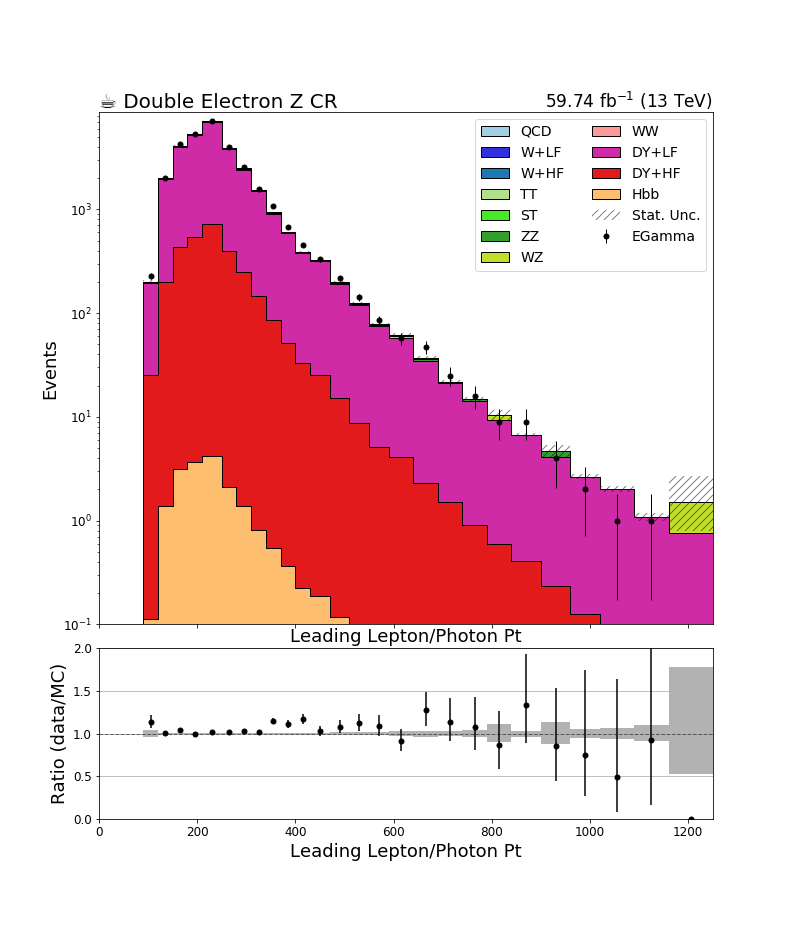 ☕ Double Electron Z CR
59.74 fb⁻¹ (13 TeV)
QCD
W+LF
W+HF
TT
ST
ZZ
WZ
WW
DY+LF
DY+HF
Hbb
Stat. Unc.
EGamma
Events
10³
10²
10¹
10⁰
10⁻¹
Leading Lepton/Photon Pt
Ratio (data/MC)
2.0
1.5
1.0
0.5
0.0
0 200 400 600 800 1000 1200
Leading Lepton/Photon Pt